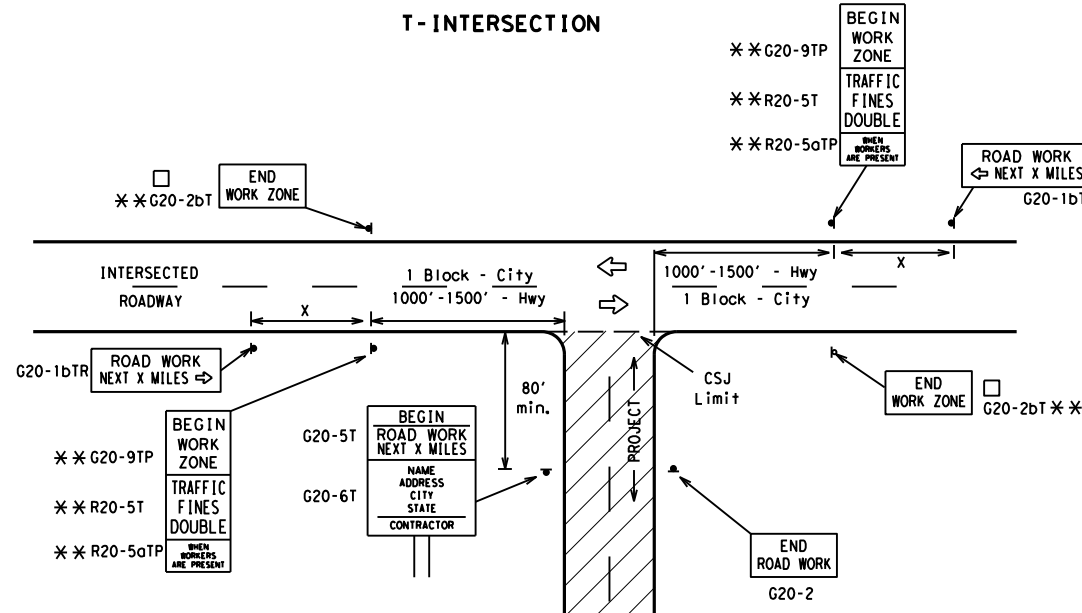 T-INTERSECTION
BEGIN
WORK
ZONE
TRAFFIC
FINES
DOUBLE
WHEN
WORKERS
ARE PRESENT
**G20-9TP
**R20-5T
**R20-5aTP
ROAD WORK
⇦ NEXT X MILES
G20-1bT
□
**G20-2bT
END
WORK ZONE
INTERSECTED
ROADWAY
X
1 Block - City
1000'-1500' - Hwy
⇦
⇨
1000'-1500' - Hwy
1 Block - City
X
G20-1bTR
ROAD WORK
NEXT X MILES ⇨
80'
min.
CSJ
Limit
PROJECT
END
WORK ZONE
□
G20-2bT **
**G20-9TP
**R20-5T
**R20-5aTP
BEGIN
WORK
ZONE
TRAFFIC
FINES
DOUBLE
WHEN
WORKERS
ARE PRESENT
G20-5T
G20-6T
BEGIN
ROAD WORK
NEXT X MILES
NAME
ADDRESS
CITY
STATE
CONTRACTOR
END
ROAD WORK
G20-2